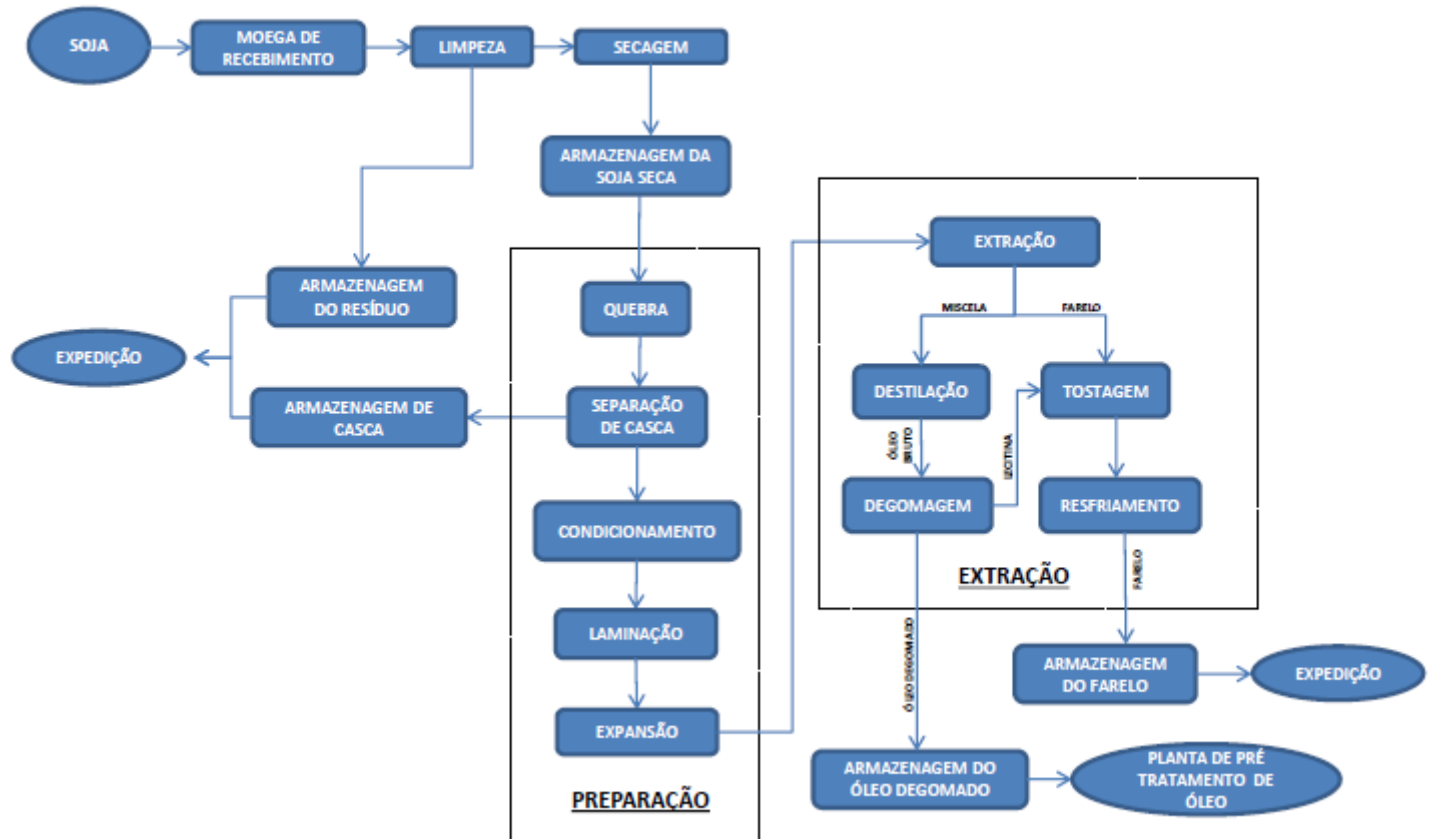 SOJA
MOEGA DE
RECEBIMENTO
LIMPEZA
SECAGEM
ARMAZENAGEM DA
SOJA SECA
ARMAZENAGEM
DO RESÍDUO
EXPEDIÇÃO
ARMAZENAGEM DE
CASCA
QUEBRA
SEPARAÇÃO
DE CASCA
CONDICIONAMENTO
LAMINAÇÃO
EXPANSÃO
PREPARAÇÃO
EXTRAÇÃO
MISCELA
FARELO
DESTILAÇÃO
TOSTAGEM
ÓLEO
BRUTO
LECITINA
DEGOMAGEM
RESFRIAMENTO
EXTRAÇÃO
FARELO
ÓLEO DEGOMADO
ARMAZENAGEM
DO FARELO
EXPEDIÇÃO
ARMAZENAGEM DO
ÓLEO DEGOMADO
PLANTA DE PRÉ
TRATAMENTO DE
ÓLEO